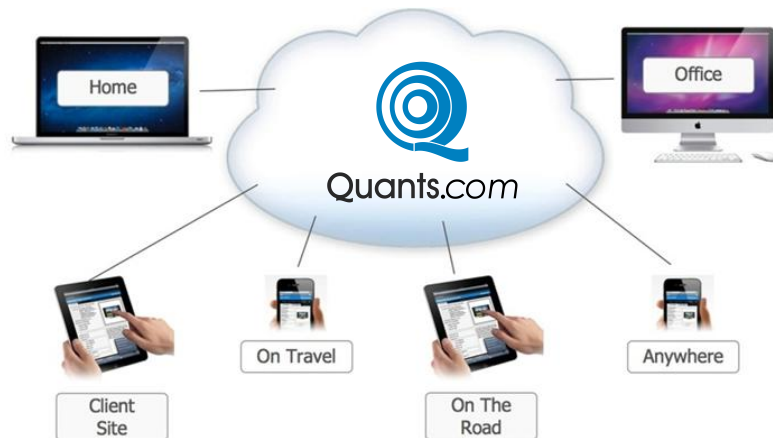 Home
Office
Quants.com
Client
Site
On Travel
On The
Road
Anywhere